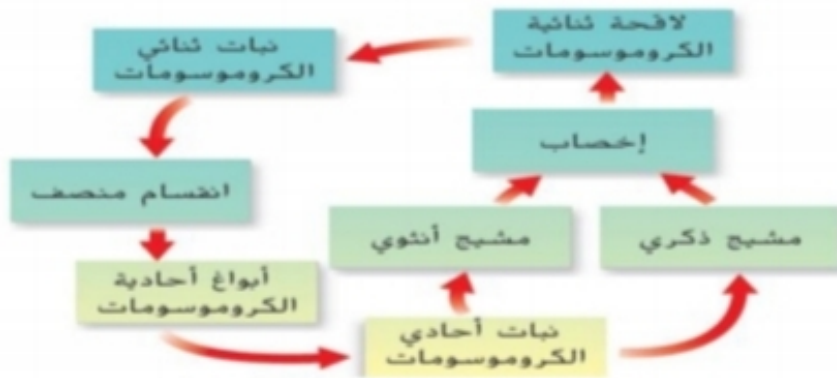 لاقحة ثنائية
الكروموسومات
نبات ثنائي
الكروموسومات
إخصاب
انقسام منصف
مشيج ذكري
مشيج أنثوي
أبواغ أحادية
الكروموسومات
نبات أحادي
الكروموسومات